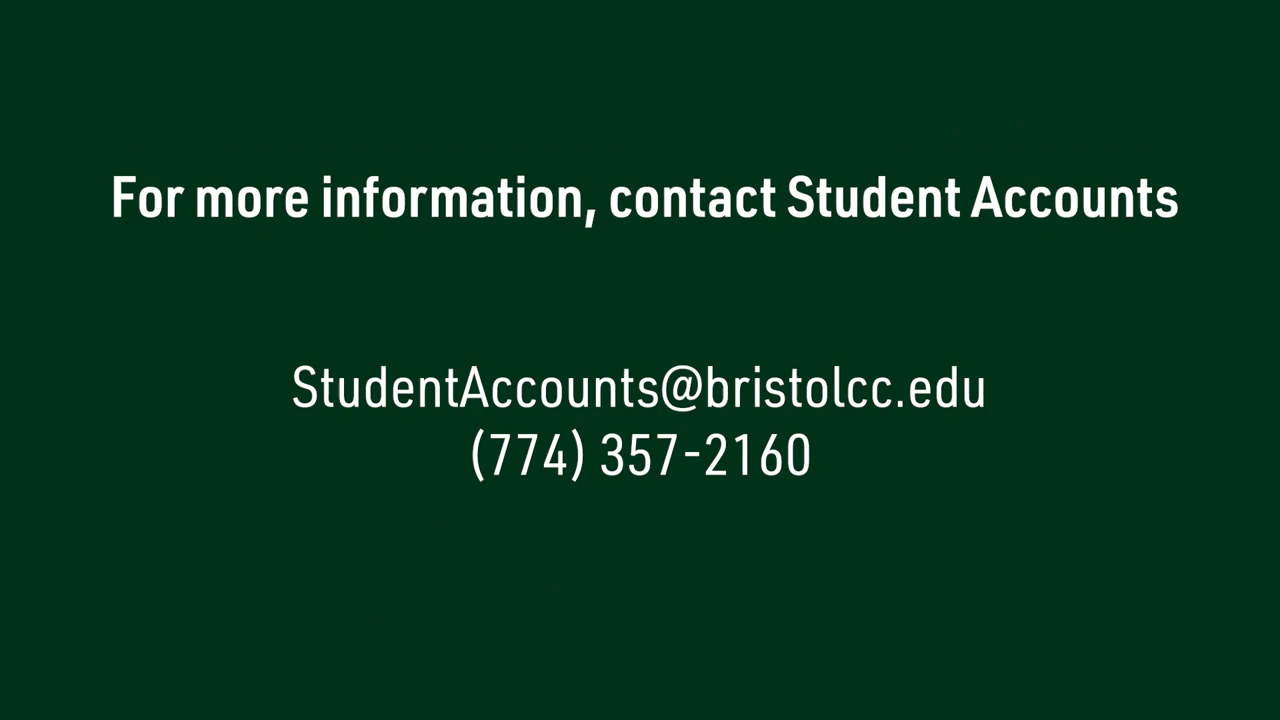 For more information, contact Student Accounts
StudentAccounts@bristolcc.edu
(774) 357-2160